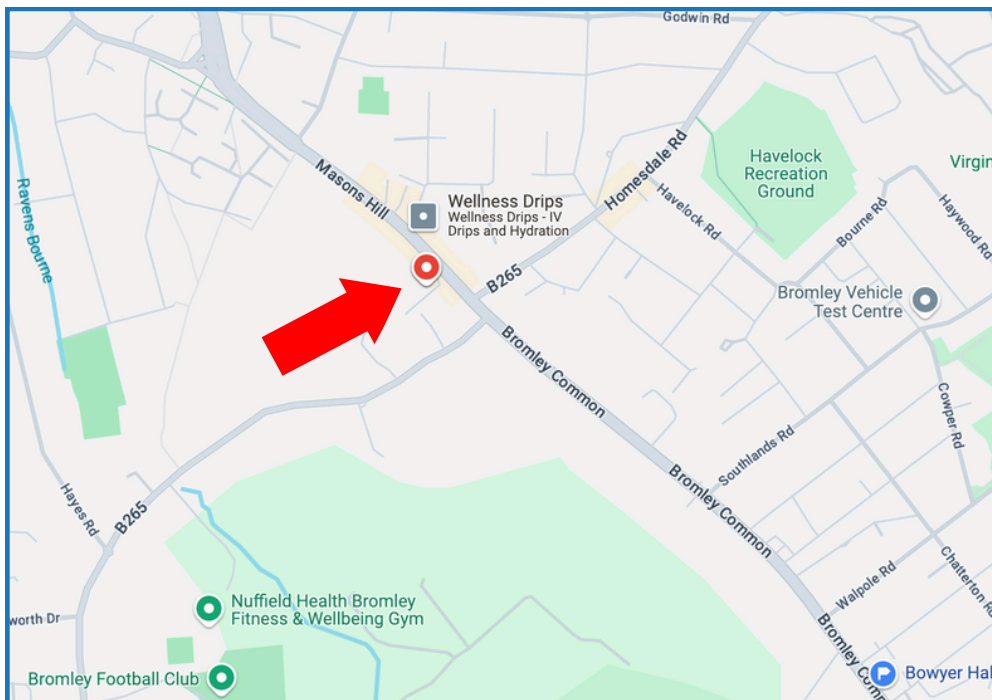 Godwin Rd
Masons Hill
Homesdale Rd
Havelock
Recreation
Ground
Virgin
Ravens Bourne
Wellness Drips
Wellness Drips - IV
Drips and Hydration
Havelock Rd
Bourne Rd
Haywood Rd
B265
Bromley Vehicle
Test Centre
Bromley Common
Cowper Rd
Southlands Rd
Hayes Rd
B265
Bromley Common
Chatterton Rd
Walpole Rd
worth Dr
Nuffield Health Bromley
Fitness & Wellbeing Gym
Bromley Comm
Bromley Football Club
Bowyer Hal